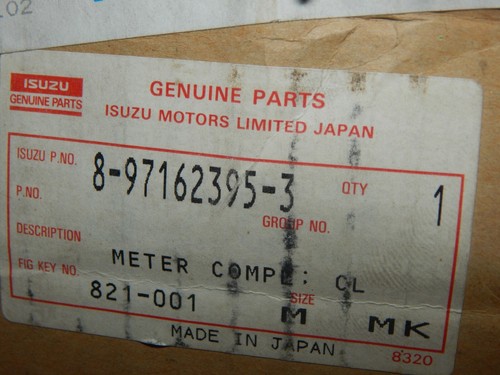 02
ISUZU
GENUINE PARTS
GENUINE PARTS
ISUZU MOTORS LIMITED JAPAN
ISUZU P.NO. 8-97162395-3 QTY 1
P.NO.
GROUP NO.
DESCRIPTION METER COMPL: CL
FIG KEY NO. 821-001 SIZE M MK
MADE IN JAPAN
8320